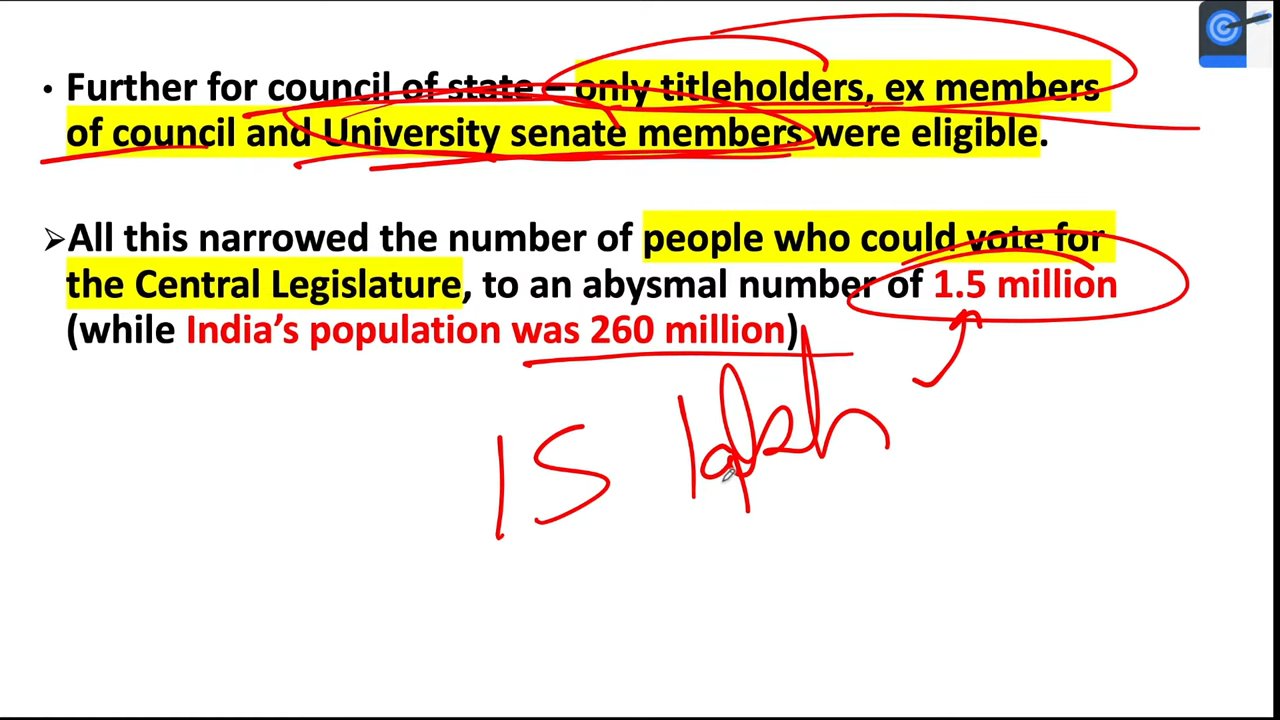 • Further for council of state – only titleholders, ex members
of council and University senate members were eligible.
➢All this narrowed the number of people who could vote for
the Central Legislature, to an abysmal number of 1.5 million
(while India’s population was 260 million)
15 lakh